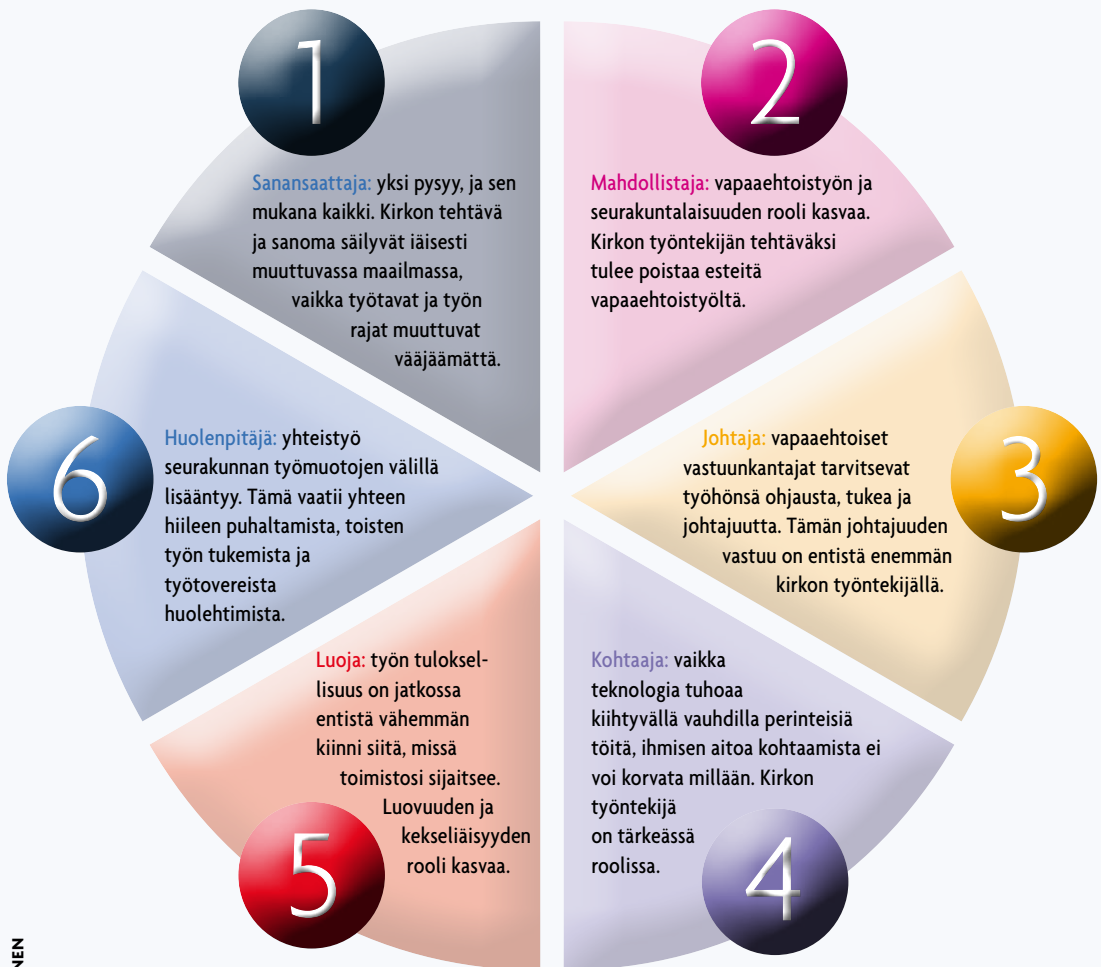 1
Sanansaattaja: yksi pysyy, ja sen
mukana kaikki. Kirkon tehtävä
ja sanoma säilyvät iäisesti
muuttuvassa maailmassa,
vaikka työtavat ja työn
rajat muuttuvat
vääjäämättä.
2
Mahdollistaja: vapaaehtoistyön ja
seurakuntalaisuuden rooli kasvaa.
Kirkon työntekijän tehtäväksi
tulee poistaa esteitä
vapaaehtoistyöltä.
3
Johtaja: vapaaehtoiset
vastuunkantajat tarvitsevat
työhönsä ohjausta, tukea ja
johtajuutta. Tämän johtajuuden
vastuu on entistä enemmän
kirkon työntekijällä.
4
Kohtaaja: vaikka
teknologia tuhoaa
kiihtyvällä vauhdilla perinteisiä
töitä, ihmisen aitoa kohtaamista ei
voi korvata millään. Kirkon
työntekijä
on tärkeässä
roolissa.
5
Luoja: työn tuloksel-
lisuus on jatkossa
entistä vähemmän
kiinni siitä, missä
toimistosi sijaitsee.
Luovuuden ja
kekseliäisyyden
rooli kasvaa.
6
Huolenpitäjä: yhteistyö
seurakunnan työmuotojen välillä
lisääntyy. Tämä vaatii yhteen
hiileen puhaltamista, toisten
työn tukemista ja
työtovereista
huolehtimista.
NEN